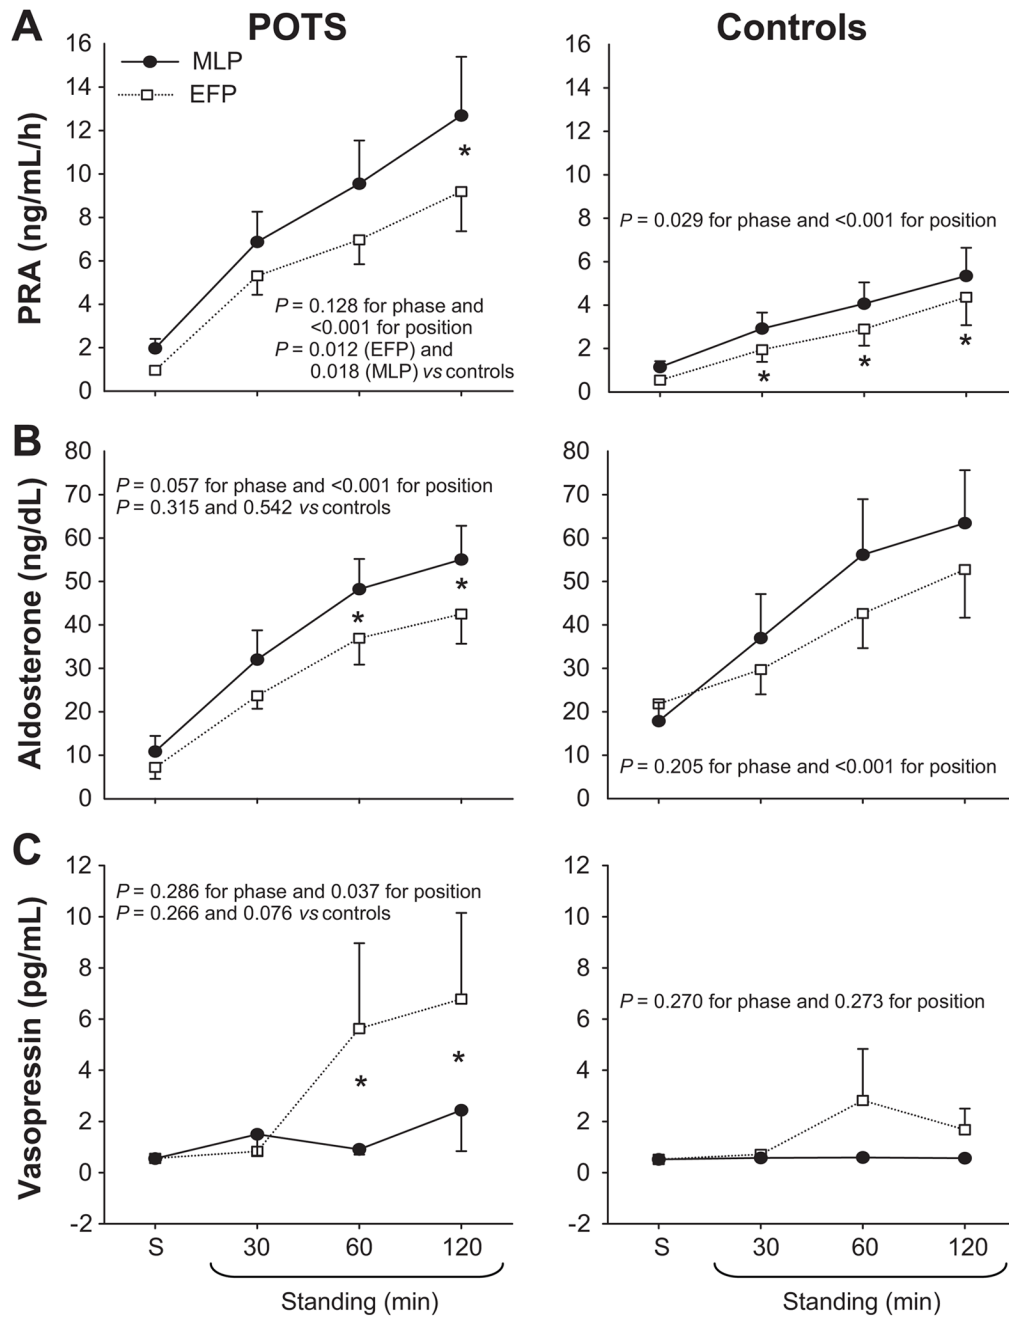 A
POTS
Controls
PRA (ng/mL/h)
16
14
12
10
8
6
4
2
0
MLP
EFP
*
P = 0.128 for phase and
<0.001 for position
P = 0.012 (EFP) and
0.018 (MLP) vs controls
16
14
12
10
8
6
4
2
0
P = 0.029 for phase and <0.001 for position
* * *
B
Aldosterone (ng/dL)
80
70
60
50
40
30
20
10
0
P = 0.057 for phase and <0.001 for position
P = 0.315 and 0.542 vs controls
* *
80
70
60
50
40
30
20
10
0
P = 0.205 for phase and <0.001 for position
C
Vasopressin (pg/mL)
12
10
8
6
4
2
0
-2
P = 0.286 for phase and 0.037 for position
P = 0.266 and 0.076 vs controls
* *
S 30 60 120
Standing (min)
12
10
8
6
4
2
0
-2
P = 0.270 for phase and 0.273 for position
S 30 60 120
Standing (min)